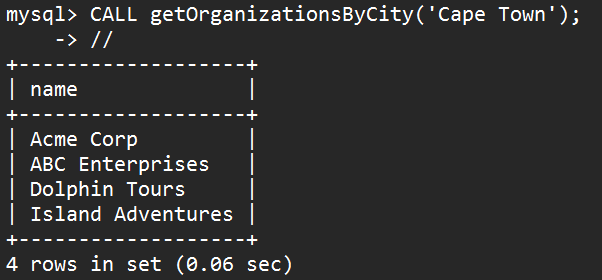 mysql> CALL getOrganizationsByCity('Cape Town');
    -> //
+-------------------+
| name              |
+-------------------+
| Acme Corp         |
| ABC Enterprises   |
| Dolphin Tours     |
| Island Adventures |
+-------------------+
4 rows in set (0.06 sec)